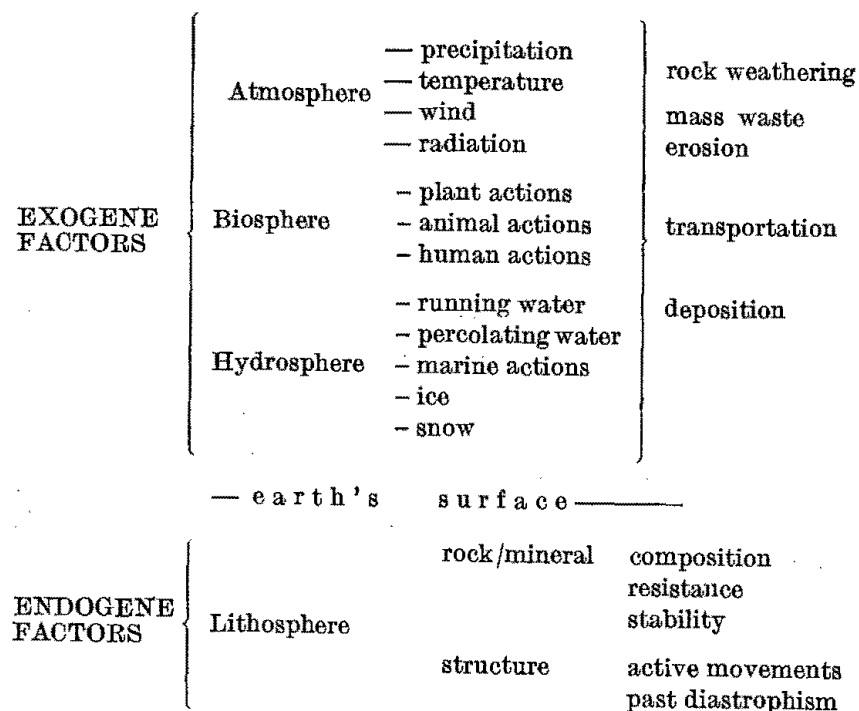 — precipitation
— temperature
Atmosphere — wind
— radiation
rock weathering
mass waste
erosion
EXOGENE
FACTORS
Biosphere
- plant actions
- animal actions
- human actions
transportation
Hydrosphere
- running water
- percolating water
- marine actions
- ice
- snow
deposition
— earth's surface —
ENDOGENE
FACTORS
Lithosphere
rock/mineral composition
resistance
stability
structure active movements
past diastrophism